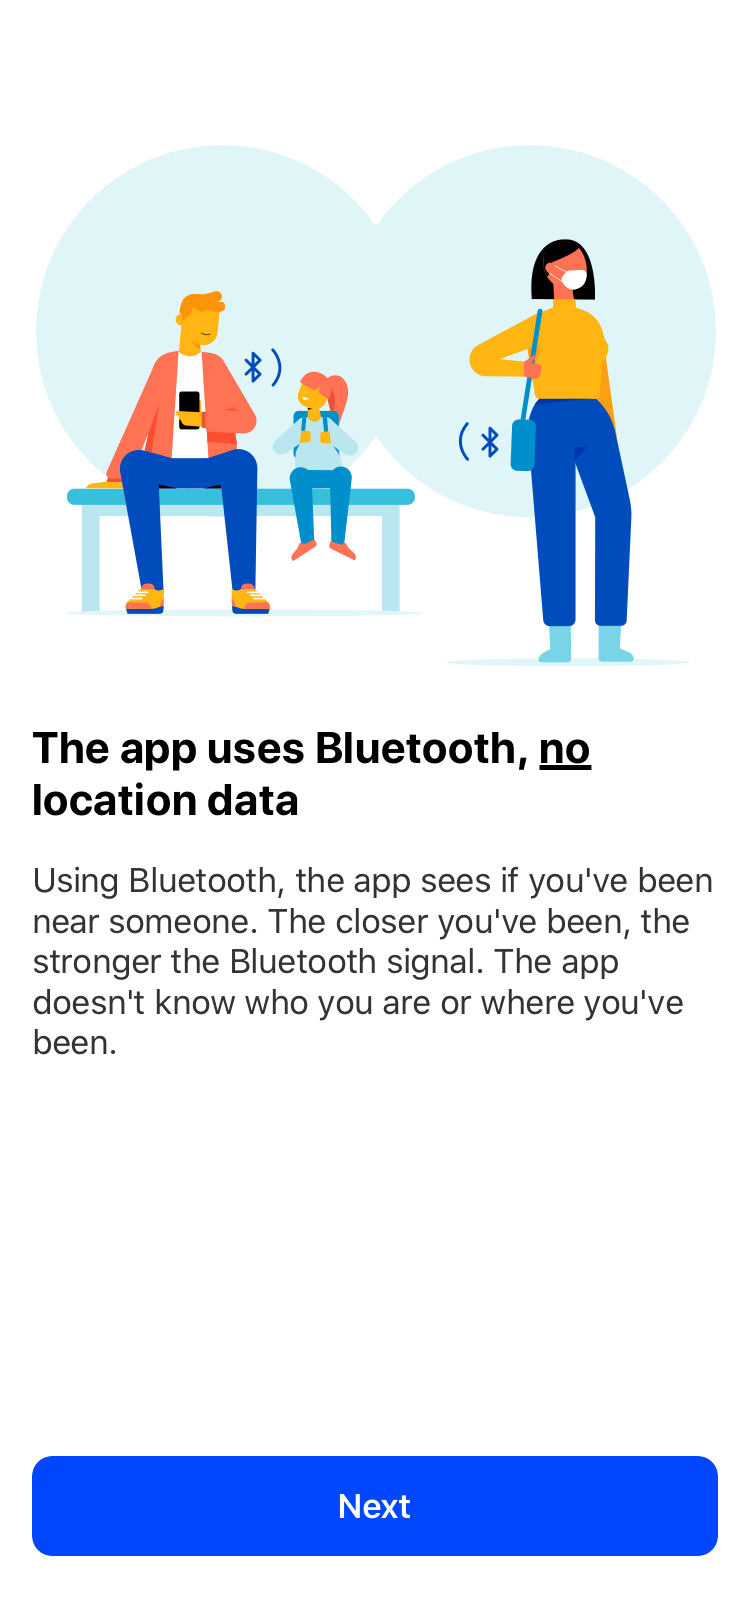 The app uses Bluetooth, no
location data
Using Bluetooth, the app sees if you've been
near someone. The closer you've been, the
stronger the Bluetooth signal. The app
doesn't know who you are or where you've
been.
Next